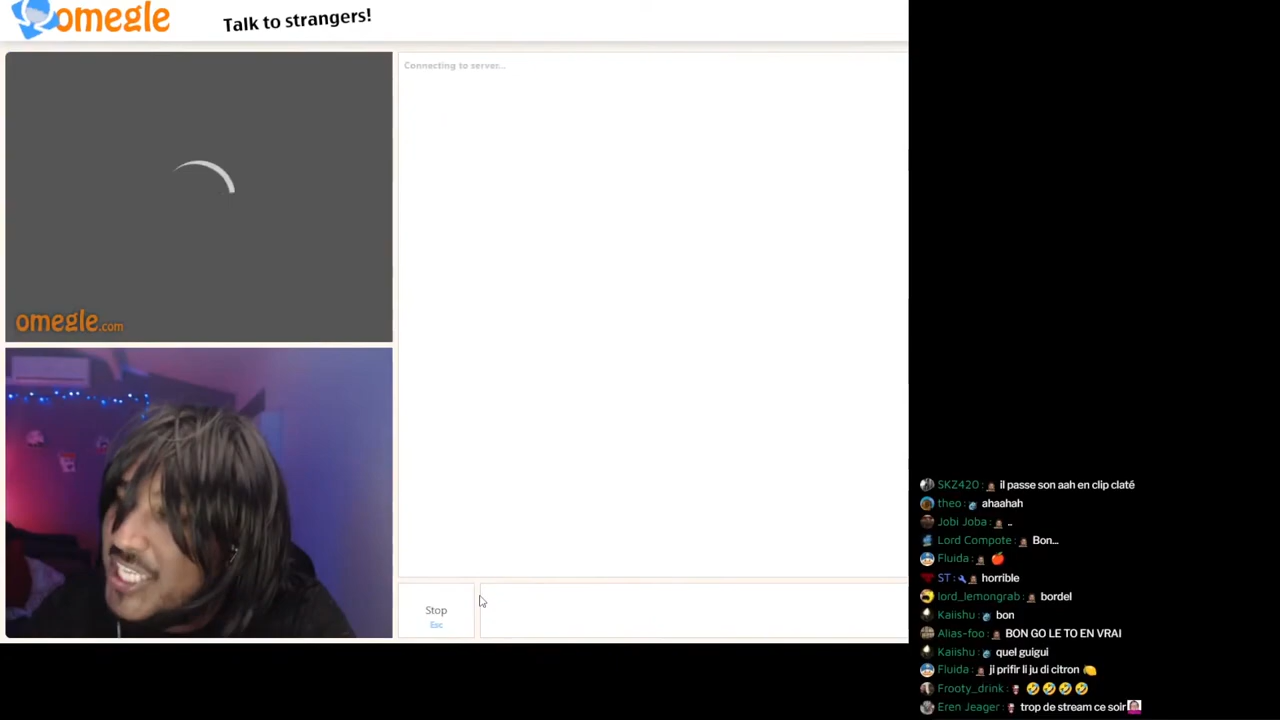 omegle
Talk to strangers!
Connecting to server...
omegle.com
Stop
Esc
SKZ420 : il passe son aah en clip claté
theo : ahaahah
Jobi Joba : ..
Lord Compote : Bon...
Fluida : 🍎
ST : horrible
lord_lemongrab : bordel
Kaiishu : bon
Alias-foo : BON GO LE TO EN VRAI
Kaiishu : quel guigui
Fluida : ji prifir li ju di citron 🍋
Frooty_drink : 🤣🤣🤣🤣
Eren Jeager : trop de stream ce soir